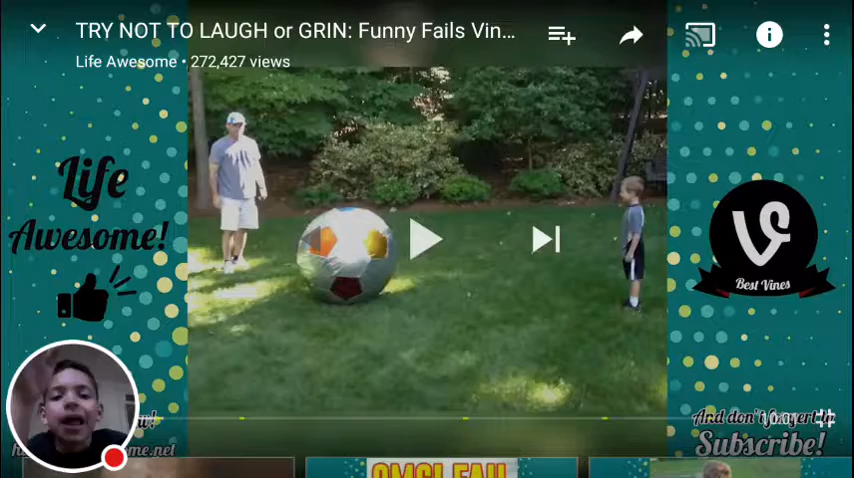 TRY NOT TO LAUGH or GRIN: Funny Fails Vin...
Life Awesome • 272,427 views
Life
Awesome!
Best Vines
And don't forget to
Subscribe!
OMG! FAIL